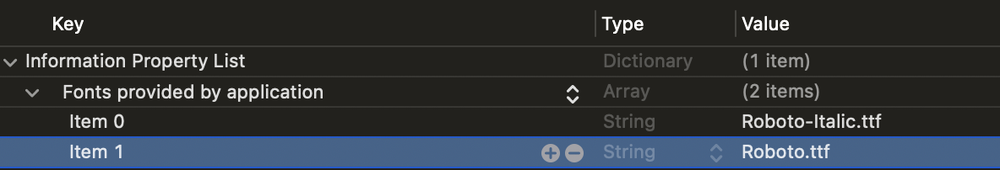 Key Type Value
Information Property List Dictionary (1 item)
Fonts provided by application Array (2 items)
Item 0 String Roboto-Italic.ttf
Item 1 String Roboto.ttf